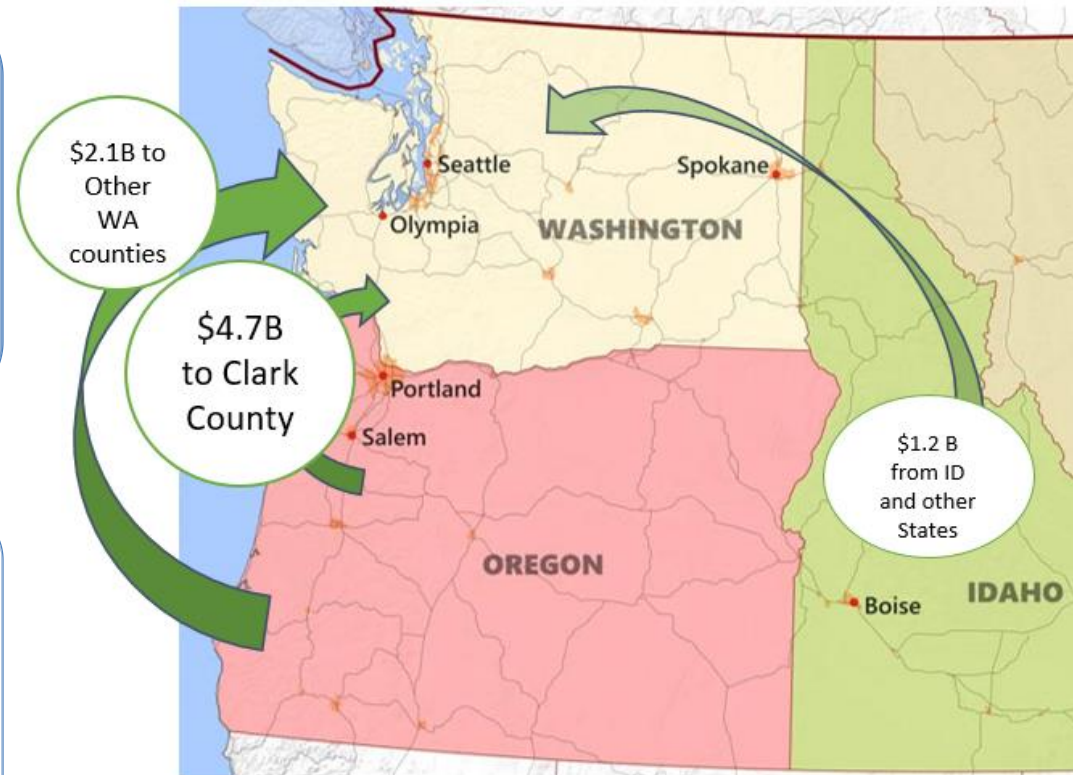 $2.1B to
Other
WA
counties
Seattle
Spokane
Olympia
WASHINGTON
$4.7B
to Clark
County
Portland
Salem
$1.2 B
from ID
and other
States
OREGON
Boise
IDAHO